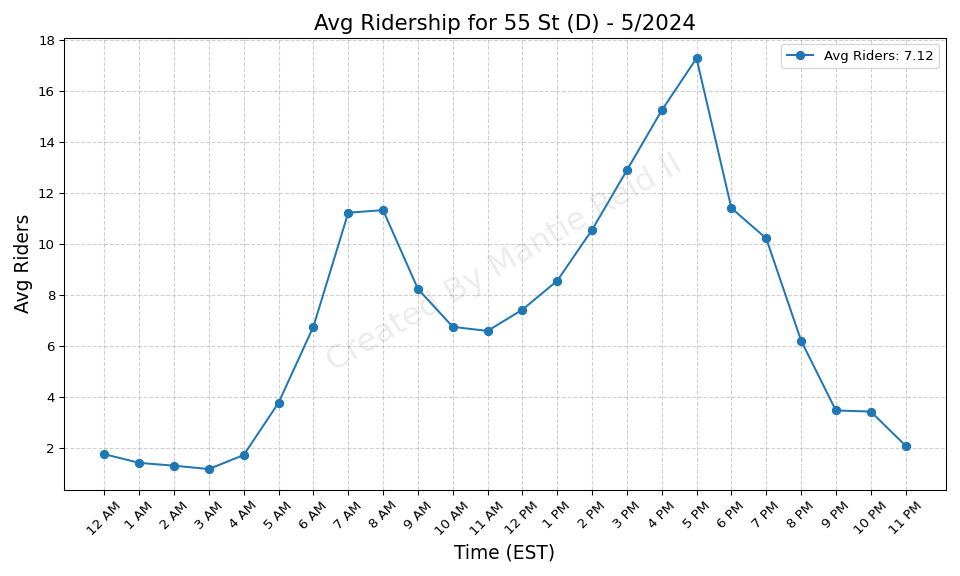 Avg Ridership for 55 St (D) - 5/2024
Avg Riders: 7.12
Avg Riders
18
16
14
12
10
8
6
4
2
Created By Mantle Reid II
12 AM
1 AM
2 AM
3 AM
4 AM
5 AM
6 AM
7 AM
8 AM
9 AM
10 AM
11 AM
12 PM
1 PM
2 PM
3 PM
4 PM
5 PM
6 PM
7 PM
8 PM
9 PM
10 PM
11 PM
Time (EST)